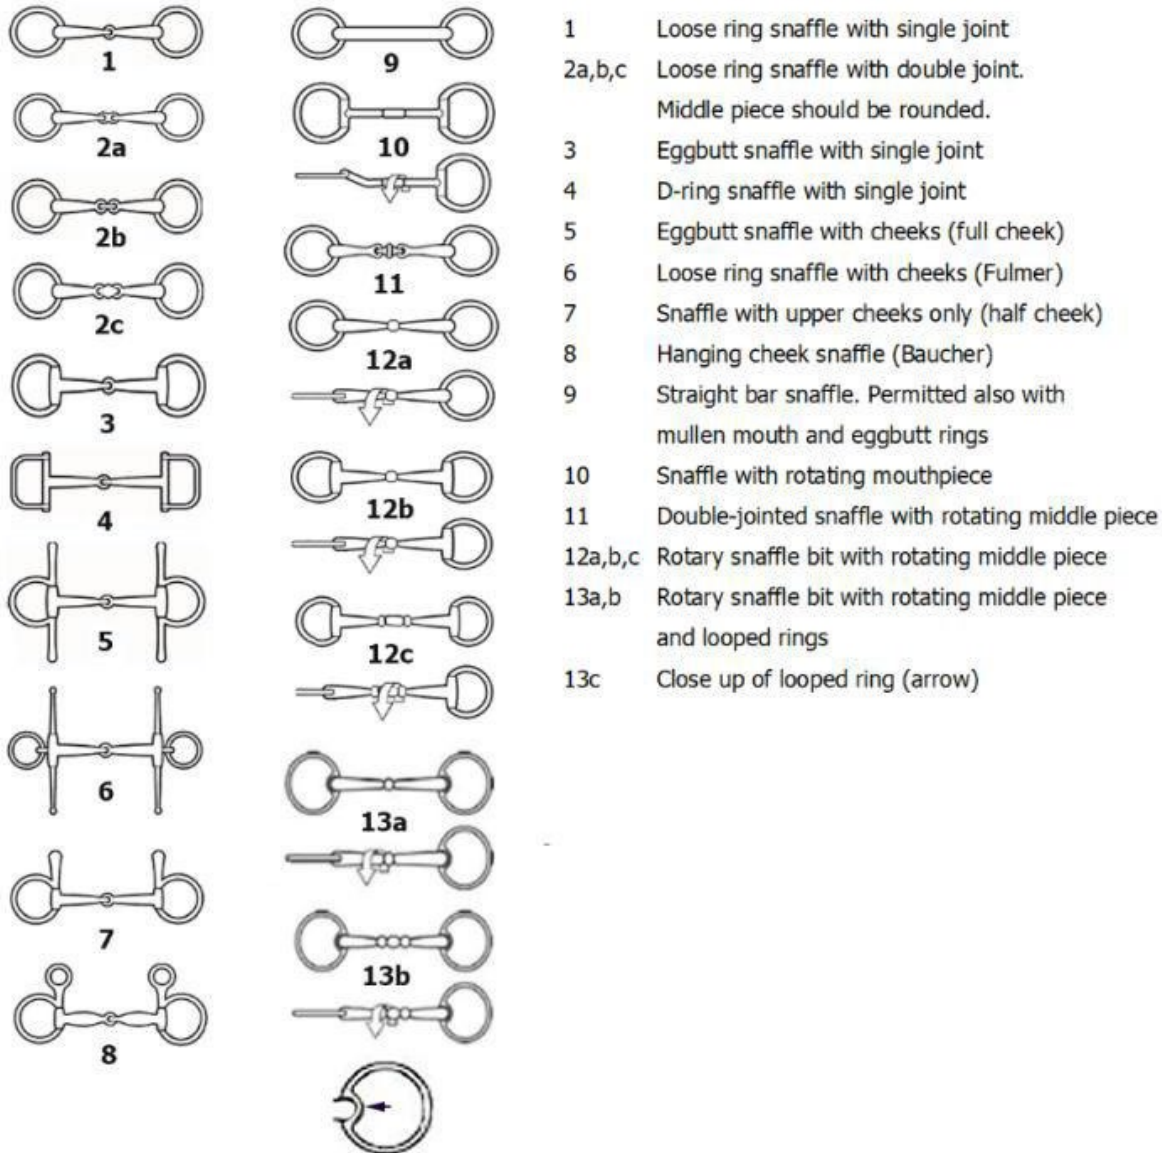 1
2a
2b
2c
3
4
5
6
7
8
9
10
11
12a
12b
12c
13a
13b
1 Loose ring snaffle with single joint
2a,b,c Loose ring snaffle with double joint.
Middle piece should be rounded.
3 Eggbutt snaffle with single joint
4 D-ring snaffle with single joint
5 Eggbutt snaffle with cheeks (full cheek)
6 Loose ring snaffle with cheeks (Fulmer)
7 Snaffle with upper cheeks only (half cheek)
8 Hanging cheek snaffle (Baucher)
9 Straight bar snaffle. Permitted also with
mullen mouth and eggbutt rings
10 Snaffle with rotating mouthpiece
11 Double-jointed snaffle with rotating middle piece
12a,b,c Rotary snaffle bit with rotating middle piece
13a,b Rotary snaffle bit with rotating middle piece
and looped rings
13c Close up of looped ring (arrow)